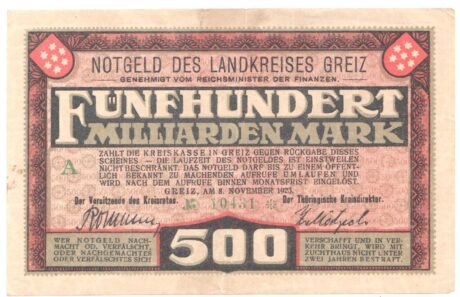 NOTGELD DES LANDKREISES GREIZ
GENEHMIGT VOM REICHSMINISTER DER FINANZEN.
FÜNFHUNDERT
MILLIARDEN MARK
A
ZAHLT DIE KREISKASSE IN GREIZ GEGEN RÜCKGABE DIESES
SCHEINES — DIE LAUFZEIT DES NOTGELDES IST EINSTWEILEN
NICHT BESCHRÄNKT. DAS NOTGELD DARF BIS ZU EINEM ÖFFENT-
LICH BEKANNT ZU MACHENDEN AUFRUFE UMLAUFEN UND
WIRD NACH DEM AUFRUFE BINNEN MONATSFRIST EINGELÖST.
GREIZ, AM 8. NOVEMBER 1923.
Der Vorsitzende des Kreisrates.
№ 10431 *
Der Thüringische Kreisdirektor.
WER NOTGELD NACH-
MACHT OD. VERFÄLSCHT,
ODER NACHGEMACHTES
ODER VERFÄLSCHTES SICH
500
VERSCHAFFT UND IN VER-
KEHR BRINGT, WIRD MIT
ZUCHTHAUS NICHT UNTER
ZWEI JAHREN BESTRAFT.